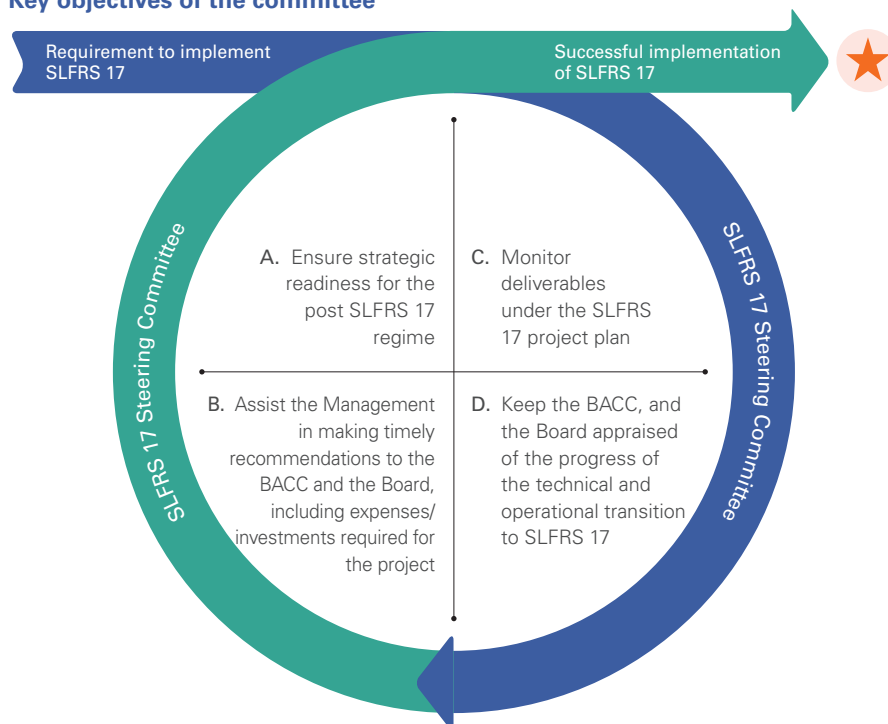 Key objectives of the committee
Requirement to implement
SLFRS 17
Successful implementation
of SLFRS 17
SLFRS 17 Steering Committee
A. Ensure strategic
readiness for the
post SLFRS 17
regime
C. Monitor
deliverables
under the SLFRS
17 project plan
B. Assist the Management
in making timely
recommendations to the
BACC and the Board,
including expenses/
investments required for
the project
D. Keep the BACC, and
the Board appraised
of the progress of
the technical and
operational transition
to SLFRS 17
SLFRS 17 Steering Committee